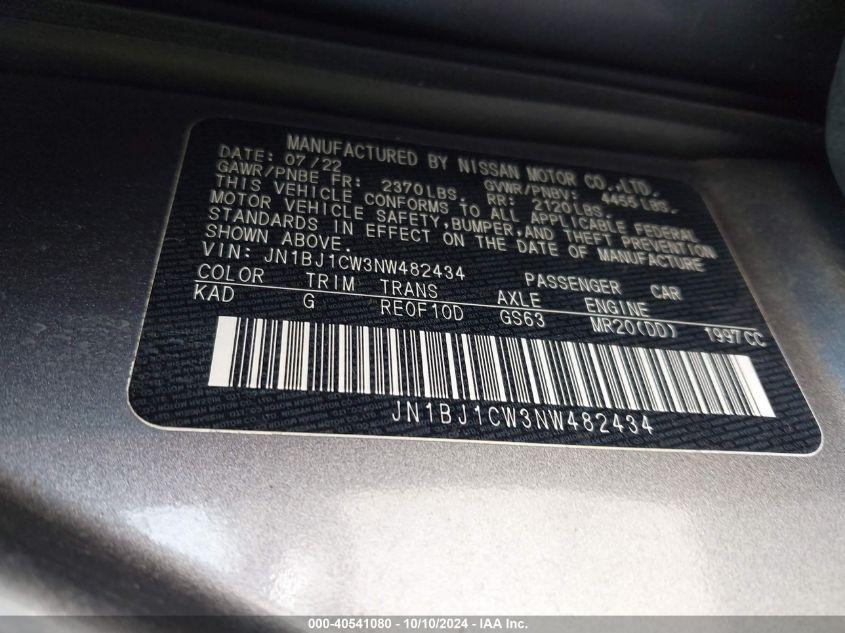 MANUFACTURED BY NISSAN MOTOR CO.,LTD.
DATE: 07/22 GVWR/PNBV: 4455 LBS.
GAWR/PNBE FR: 2370LBS. RR: 2120LBS.
THIS VEHICLE CONFORMS TO ALL APPLICABLE FEDERAL
MOTOR VEHICLE SAFETY,BUMPER,AND THEFT PREVENTION
STANDARDS IN EFFECT ON THE DATE OF MANUFACTURE
SHOWN ABOVE.
VIN: JN1BJ1CW3NW482434 PASSENGER CAR
COLOR TRIM TRANS AXLE ENGINE
KAD G RE0F10D GS63 MR20(DD) 1997CC
JN1BJ1CW3NW482434
000-40541080 - 10/10/2024 - IAA Inc.